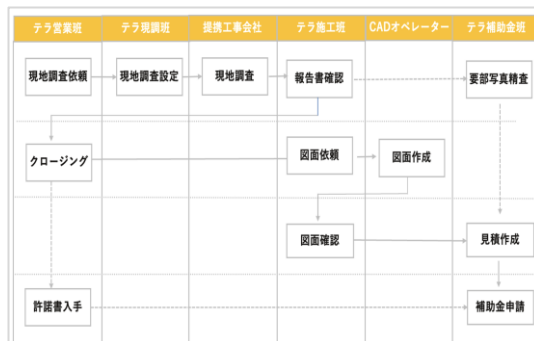 テラ営業班
テラ現調班
提携工事会社
テラ施工班
CADオペレーター
テラ補助金班
現地調査依頼
現地調査設定
現地調査
報告書確認
要部写真精査
クロージング
図面依頼
図面作成
図面確認
見積作成
許諾書入手
補助金申請